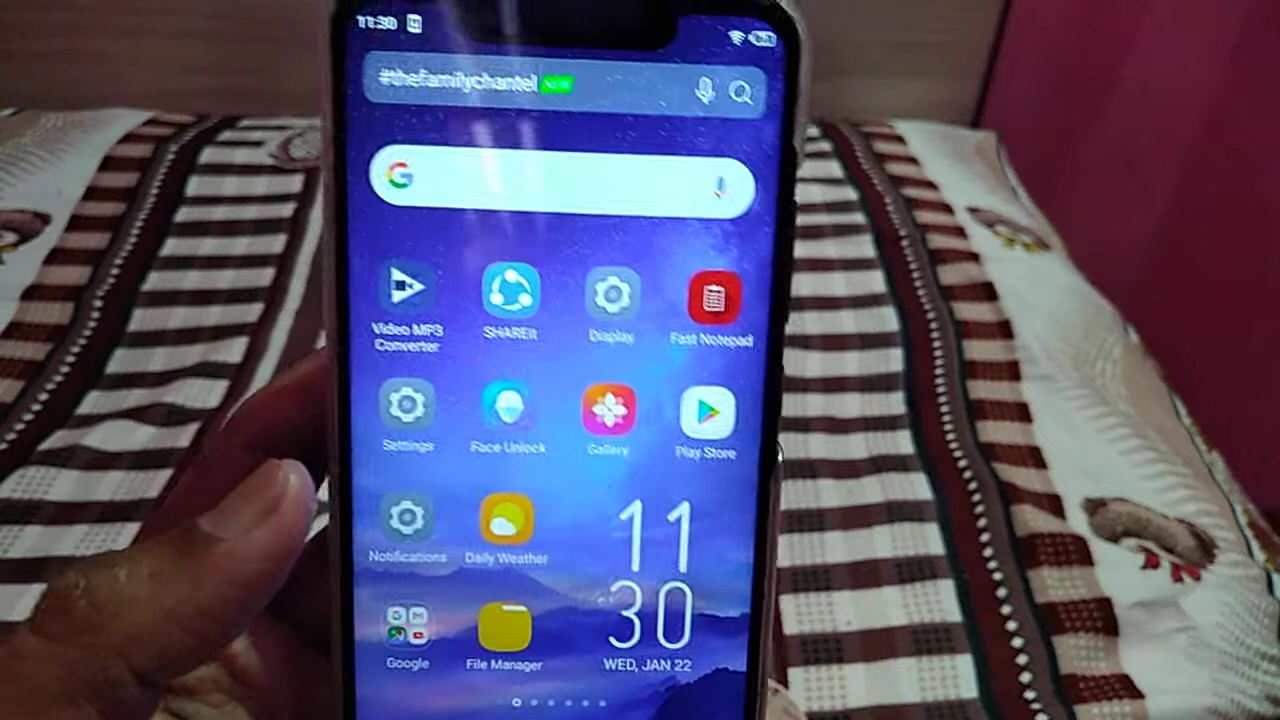 11:30
#thefamilychantel NEW
Video MP3 Converter
SHAREit
Display
Fast Notepad
Settings
Face Unlock
Gallery
Play Store
Notifications
Daily Weather
11
30
WED, JAN 22
Google
File Manager